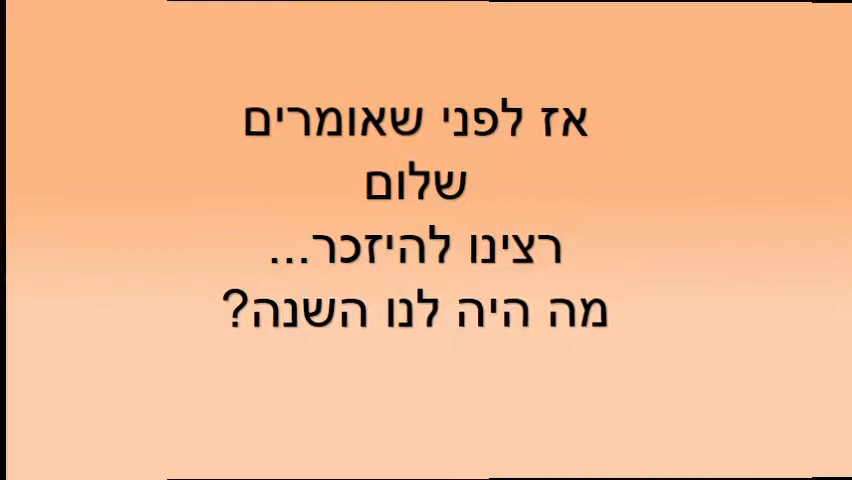 אז לפני שאומרים
שלום
רצינו להיזכר...
מה היה לנו השנה?